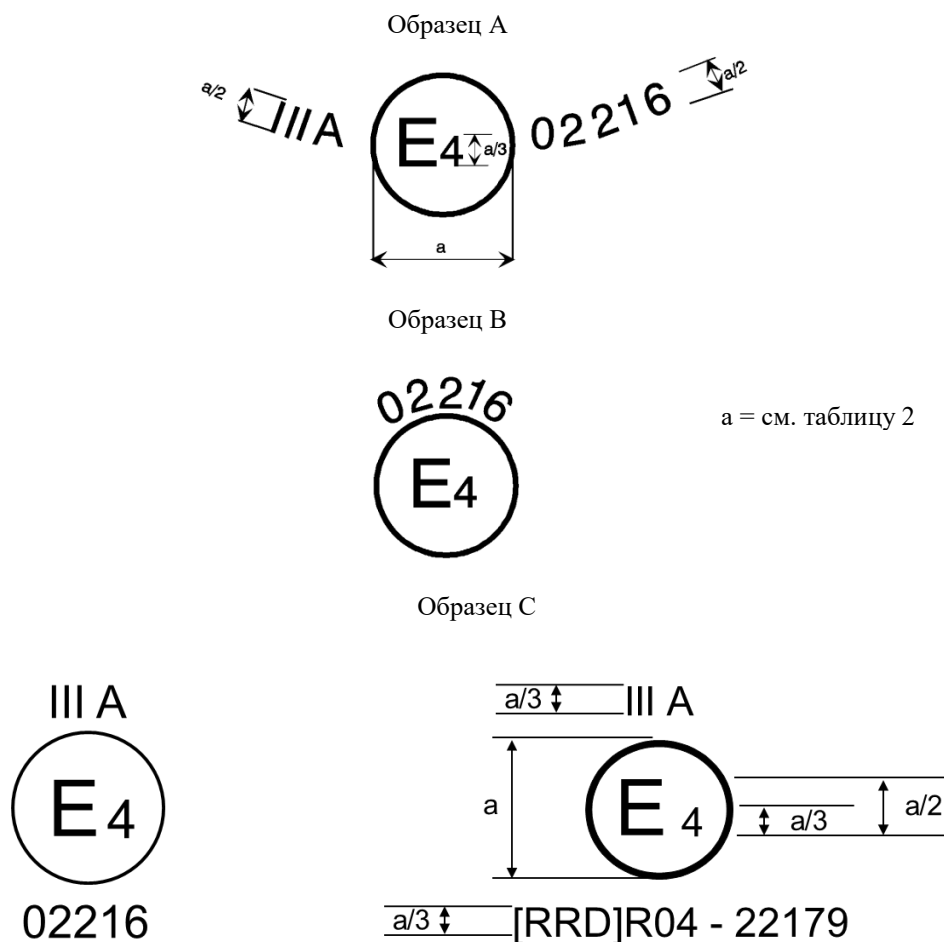 Образец A
a/2 IIIA E4 a/3 02216 a/2
a
Образец B
02216
E4
a = см. таблицу 2
Образец C
III A
E4
02216
a/3 III A
a E 4 a/3 a/2
a/3 [RRD]R04 - 22179